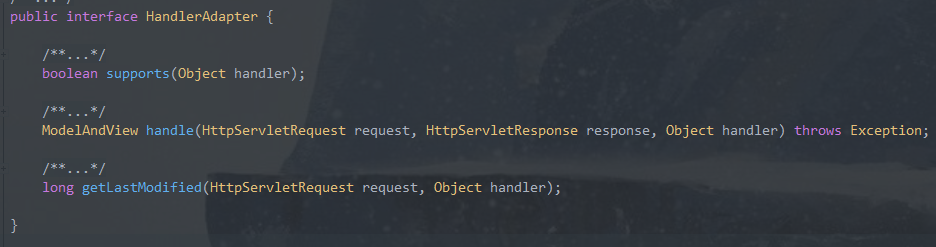 /*...*/
public interface HandlerAdapter {
/**...*/
boolean supports(Object handler);
/**...*/
ModelAndView handle(HttpServletRequest request, HttpServletResponse response, Object handler) throws Exception;
/**...*/
long getLastModified(HttpServletRequest request, Object handler);
}